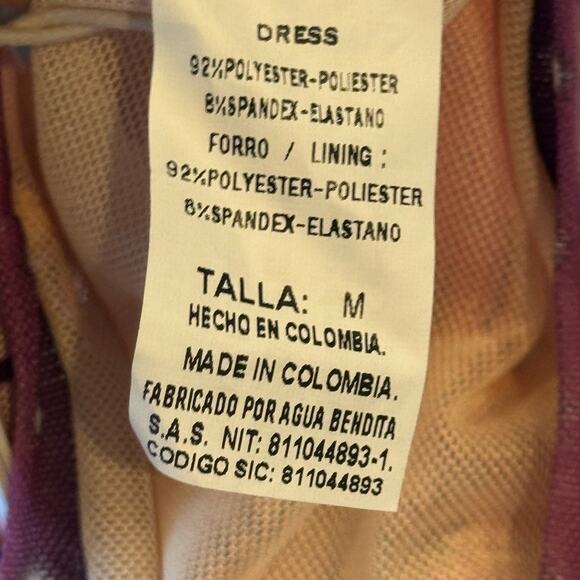 DRESS
92%POLYESTER-POLIESTER
8%SPANDEX-ELASTANO
FORRO / LINING :
92%POLYESTER-POLIESTER
8%SPANDEX-ELASTANO
TALLA: M
HECHO EN COLOMBIA.
MADE IN COLOMBIA.
FABRICADO POR AGUA BENDITA
S.A.S. NIT: 811044893-1.
CODIGO SIC: 811044893